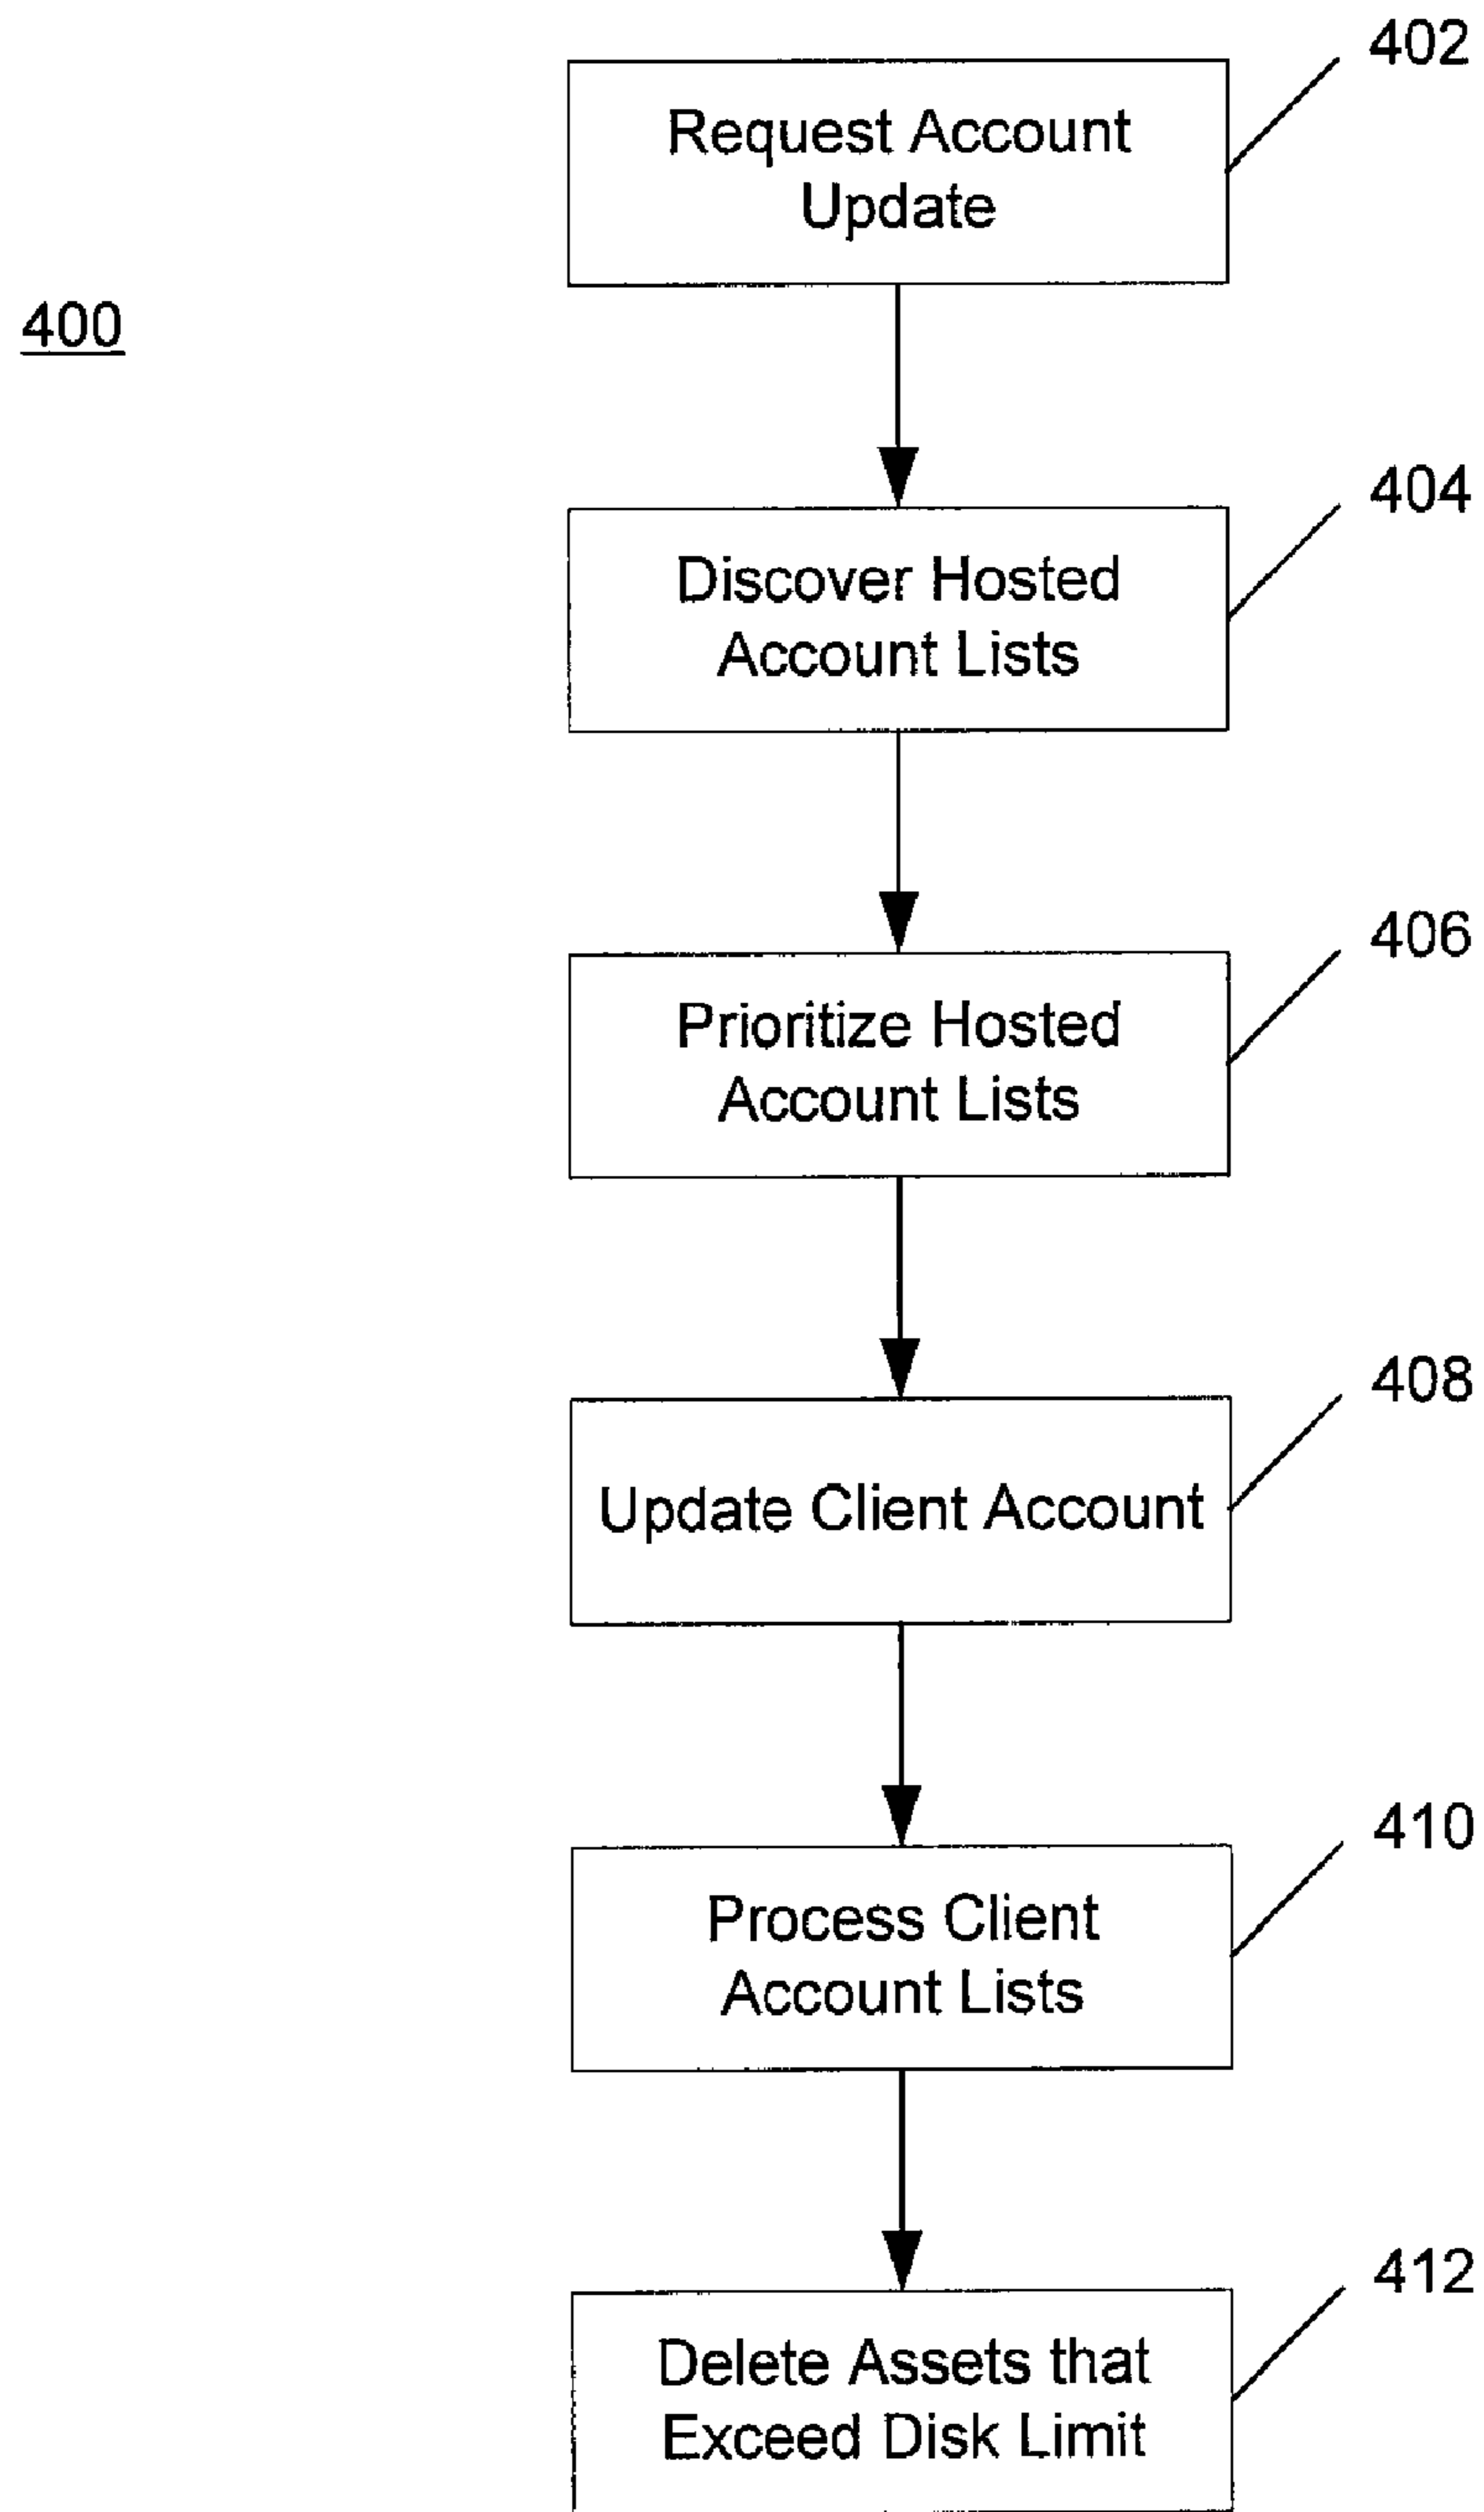 402
Request Account
Update
400
404
Discover Hosted
Account Lists
406
Prioritize Hosted
Account Lists
408
Update Client Account
410
Process Client
Account Lists
412
Delete Assets that
Exceed Disk Limit